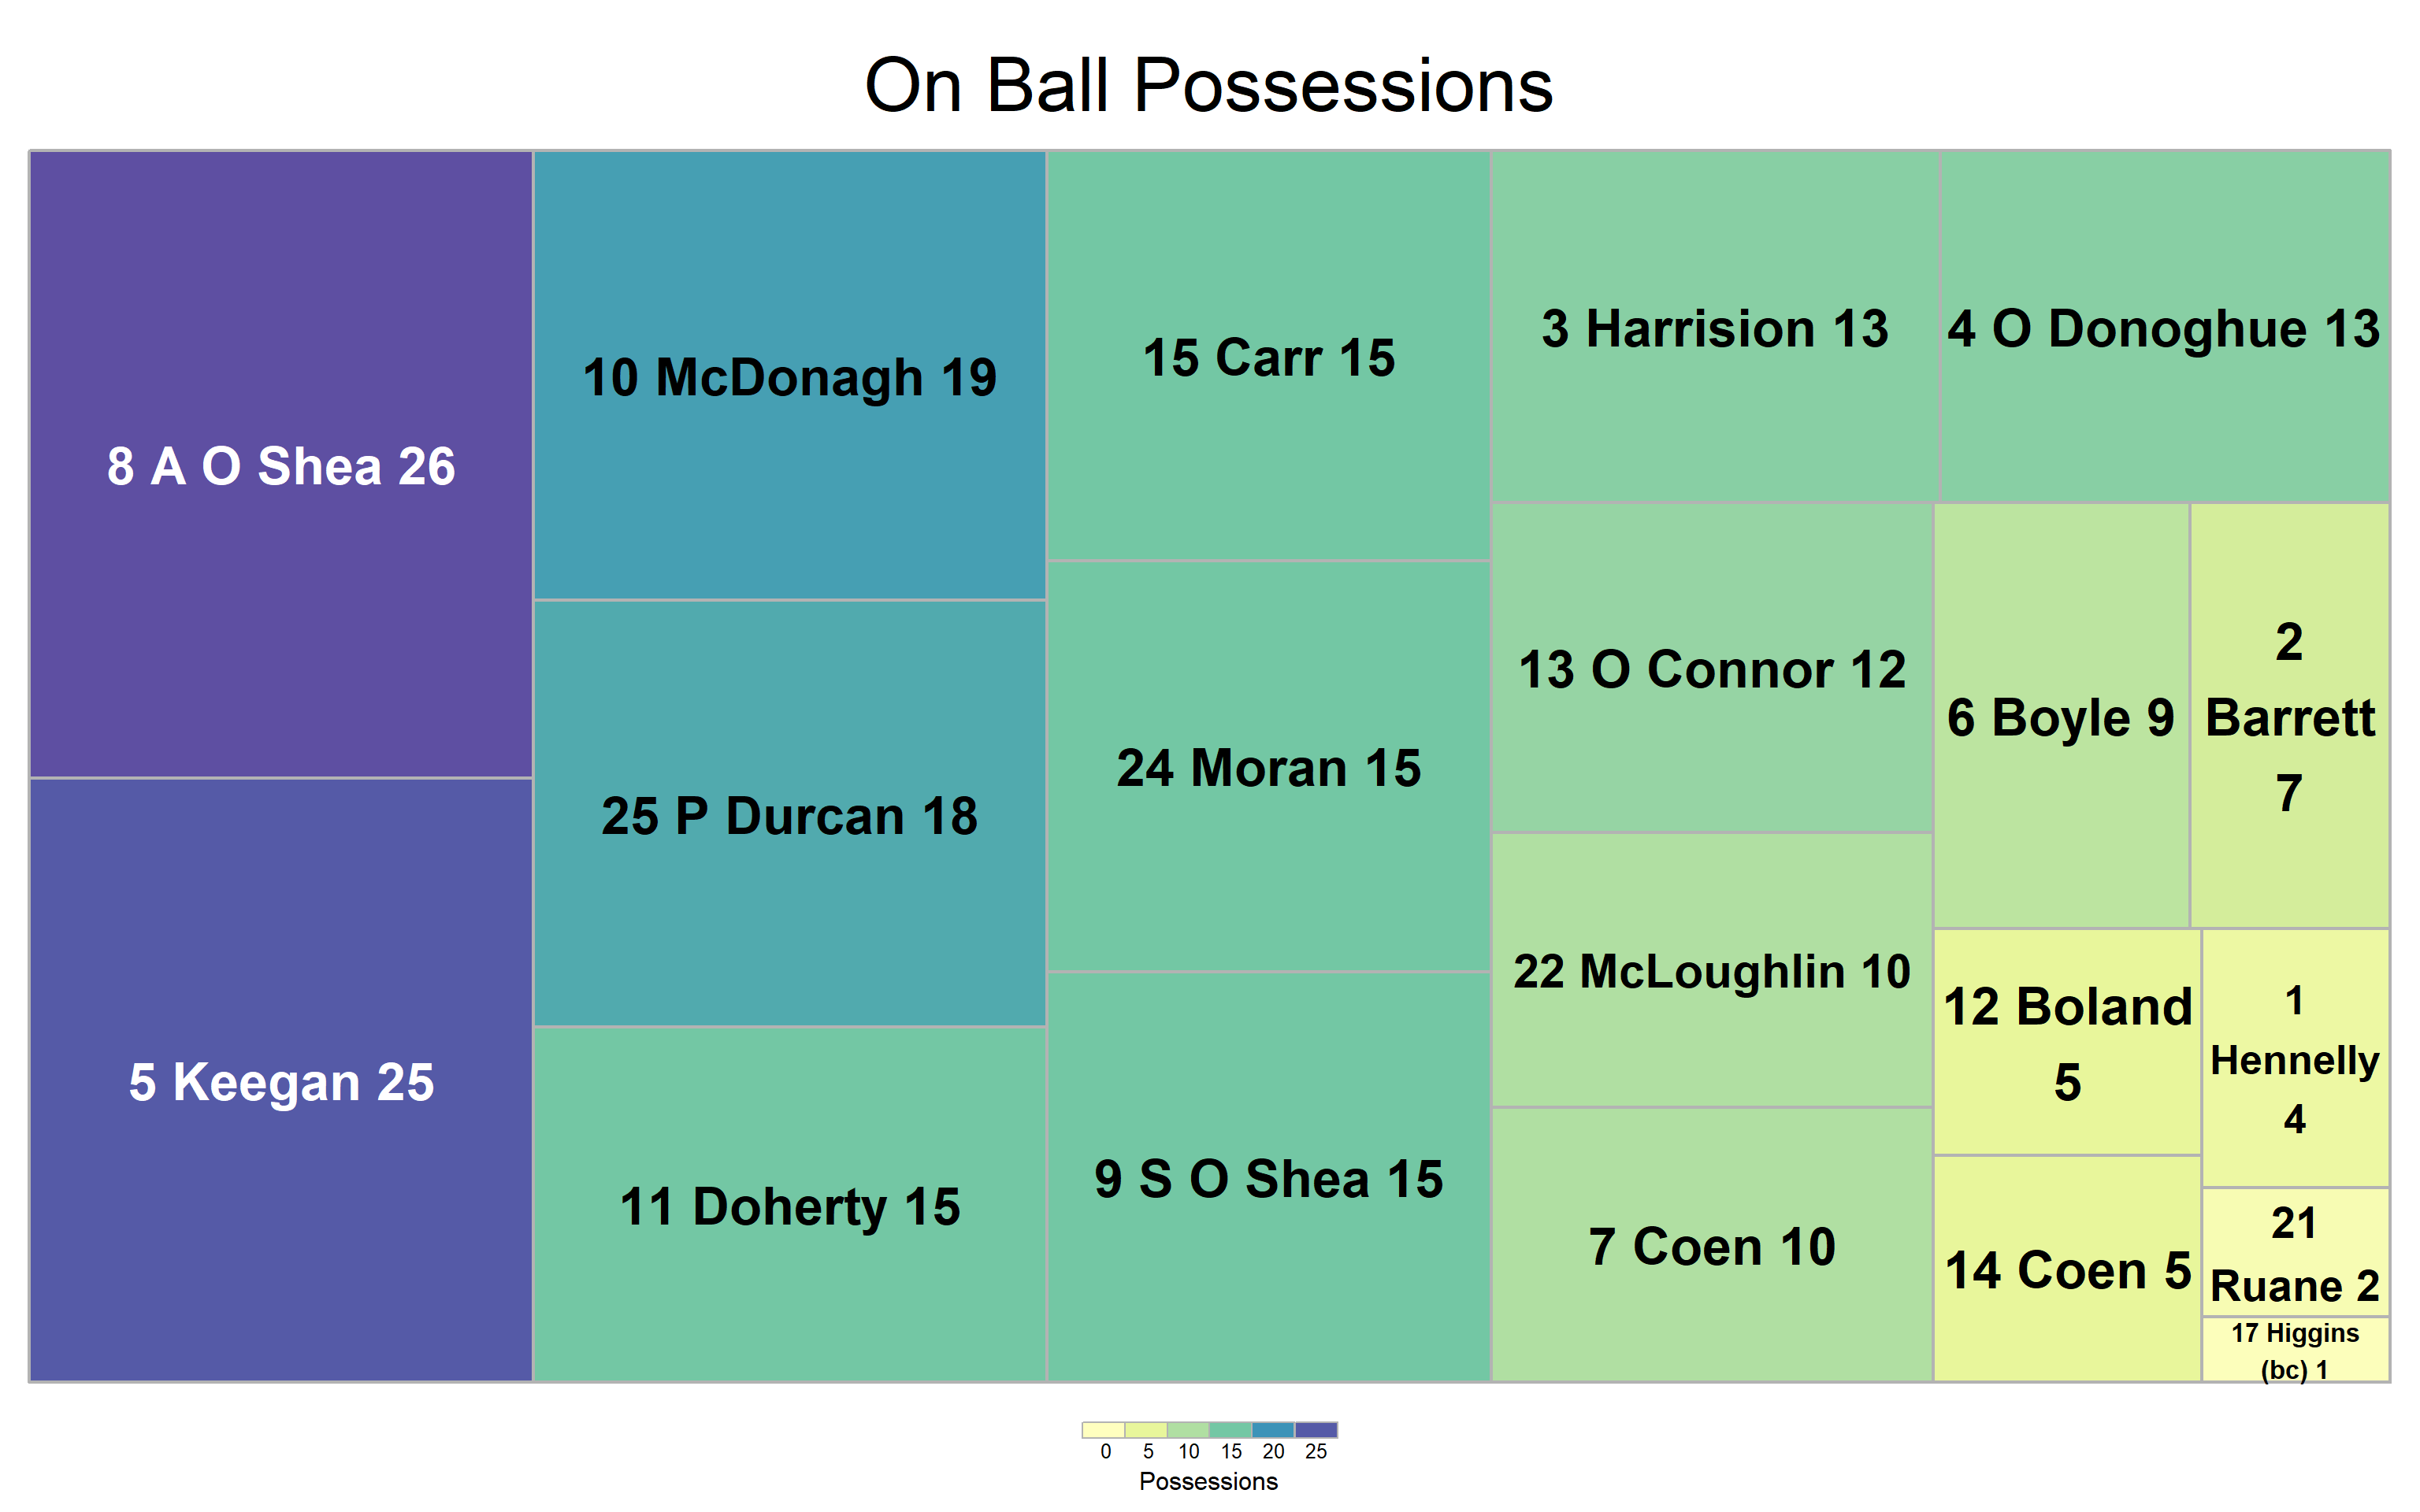 On Ball Possessions
8 A O Shea 26
5 Keegan 25
10 McDonagh 19
25 P Durcan 18
11 Doherty 15
15 Carr 15
24 Moran 15
9 S O Shea 15
3 Harrision 13
4 O Donoghue 13
13 O Connor 12
22 McLoughlin 10
7 Coen 10
6 Boyle 9
2
Barrett
7
12 Boland
5
14 Coen 5
1
Hennelly
4
21
Ruane 2
17 Higgins
(bc) 1
0 5 10 15 20 25
Possessions